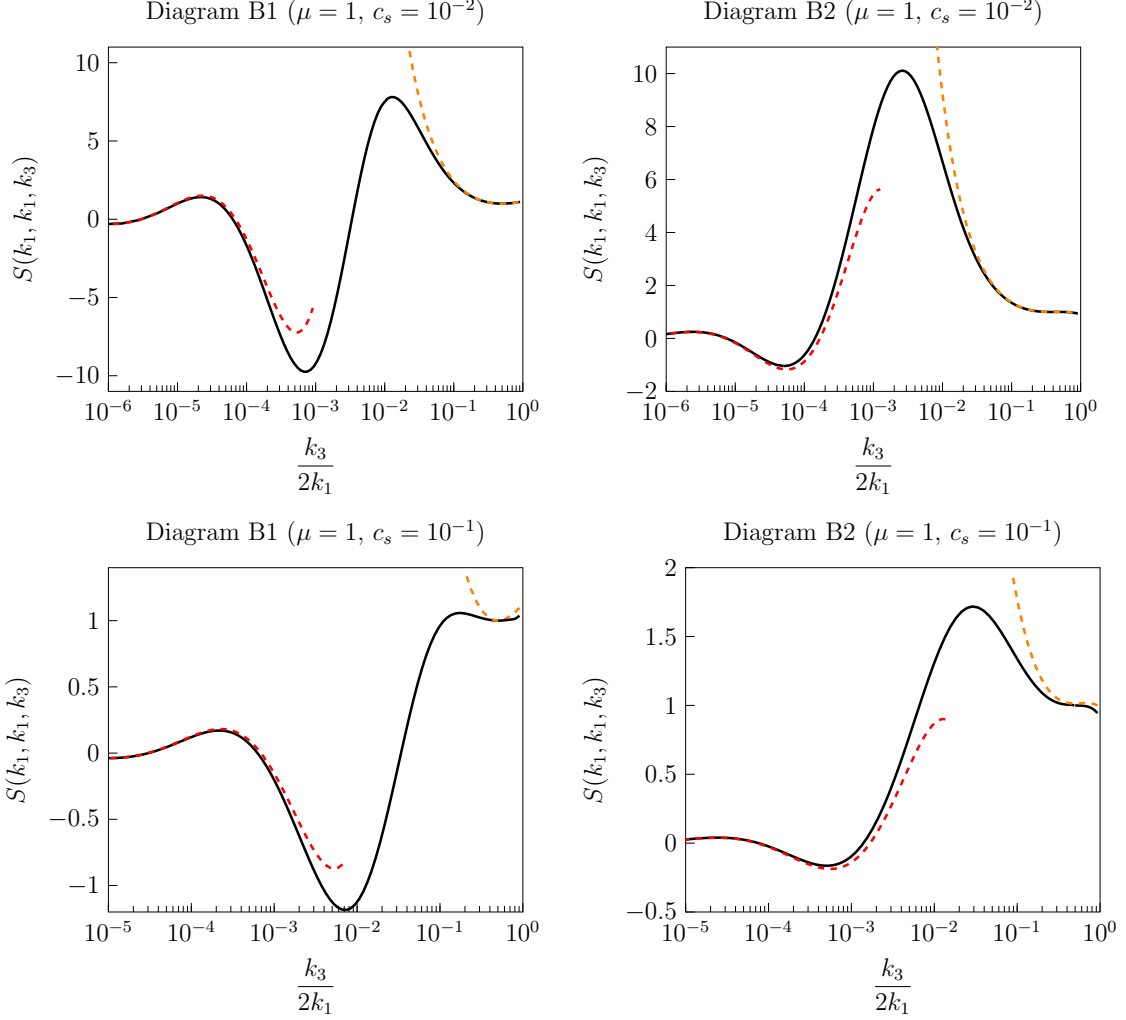 Diagram B1 (μ = 1, c_s = 10^{-2})
10
5
0
−5
−10
S(k_1, k_1, k_3)
10^{-6} 10^{-5} 10^{-4} 10^{-3} 10^{-2} 10^{-1} 10^0
k_3
2k_1
Diagram B2 (μ = 1, c_s = 10^{-2})
10
8
6
4
2
0
−2
S(k_1, k_1, k_3)
10^{-6} 10^{-5} 10^{-4} 10^{-3} 10^{-2} 10^{-1} 10^0
k_3
2k_1
Diagram B1 (μ = 1, c_s = 10^{-1})
1
0.5
0
−0.5
−1
S(k_1, k_1, k_3)
10^{-5} 10^{-4} 10^{-3} 10^{-2} 10^{-1} 10^0
k_3
2k_1
Diagram B2 (μ = 1, c_s = 10^{-1})
2
1.5
1
0.5
0
−0.5
S(k_1, k_1, k_3)
10^{-5} 10^{-4} 10^{-3} 10^{-2} 10^{-1} 10^0
k_3
2k_1